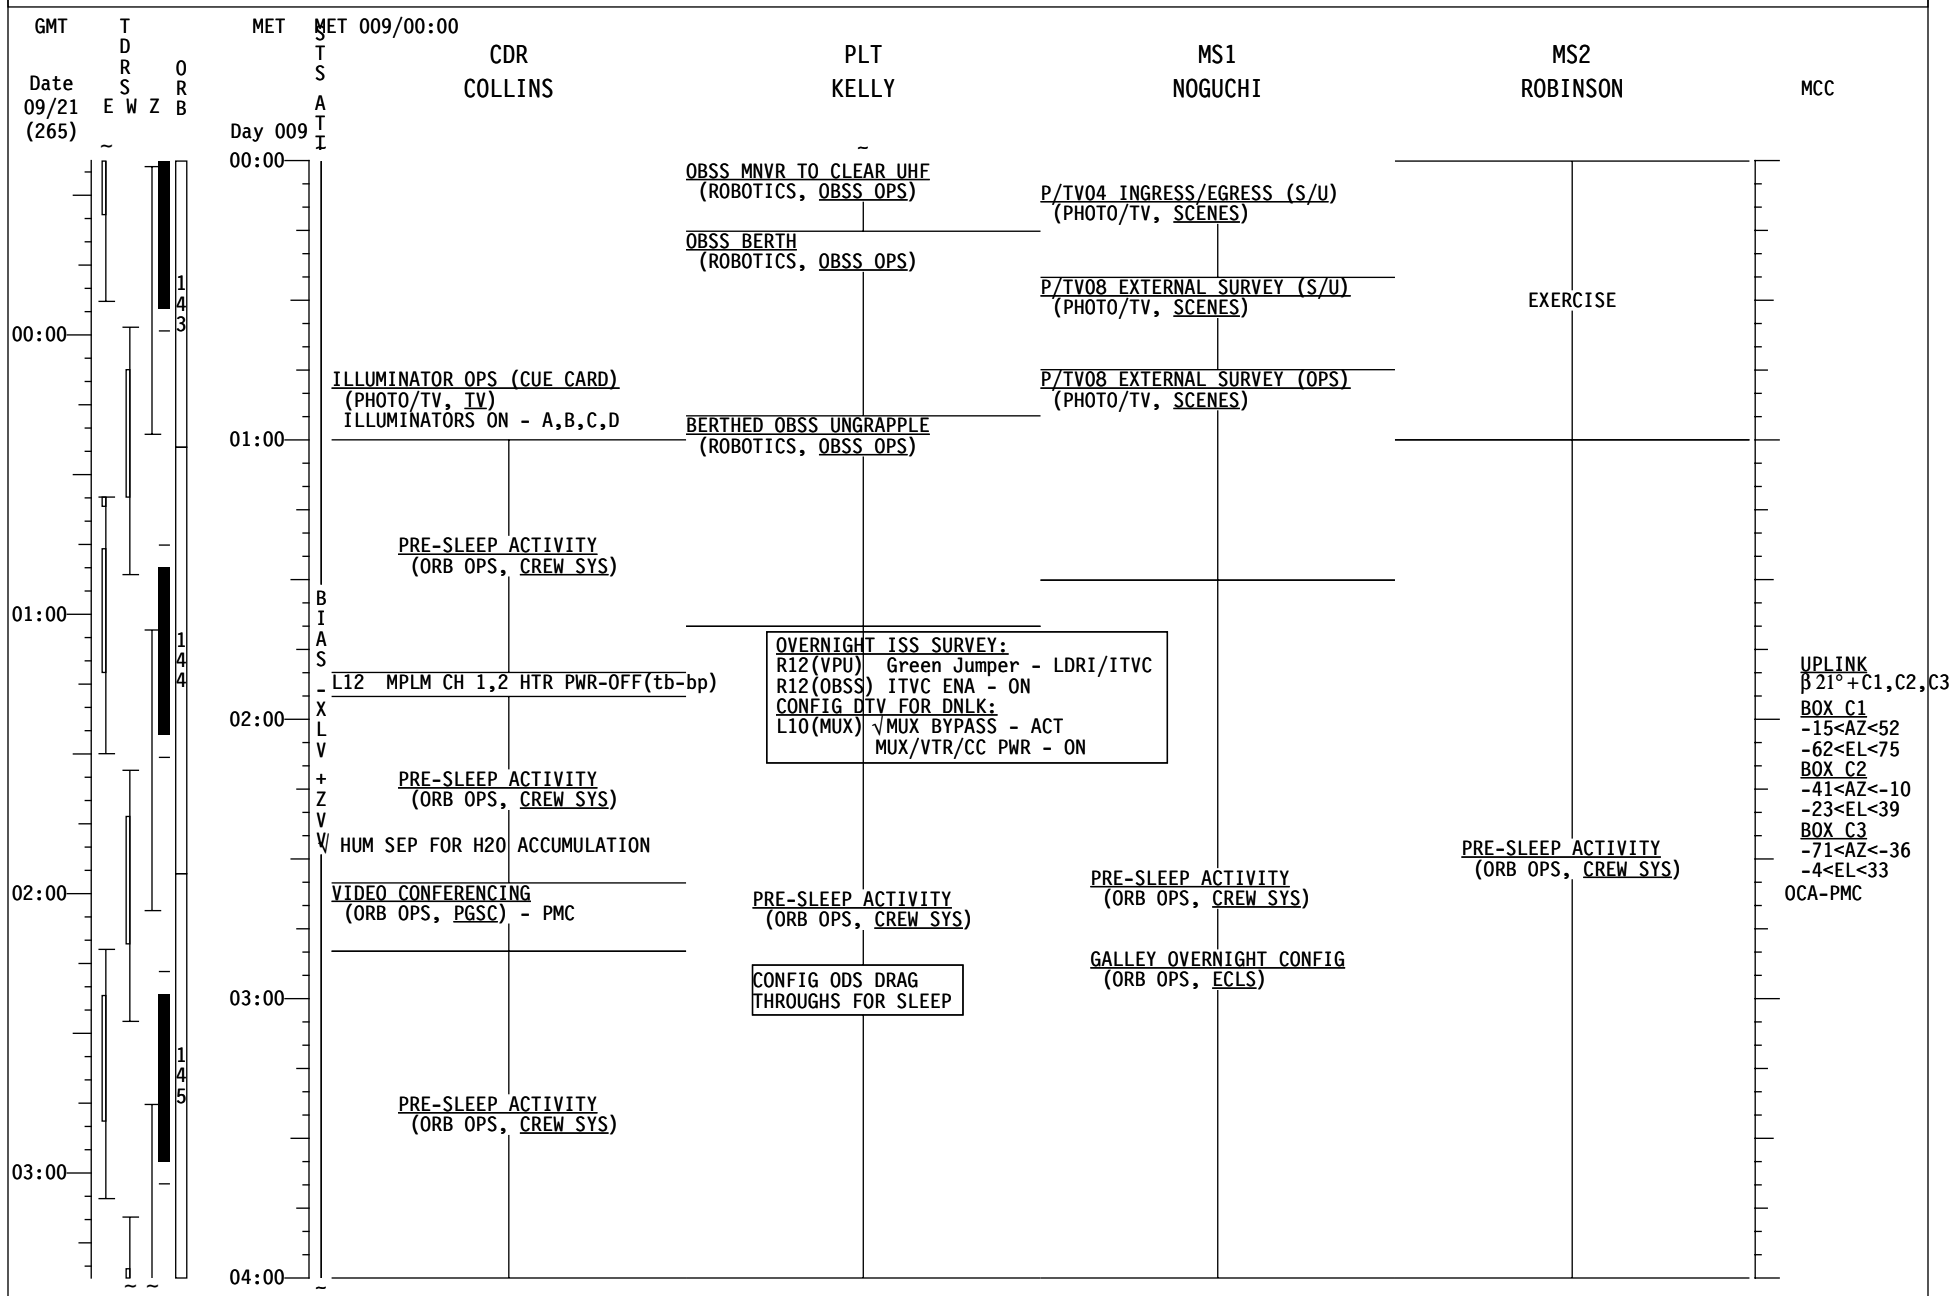 GMT
TDRS
MET
STS ATT
MET 009/00:00
ORB
Date
09/21
(265)
E W Z
CDR
COLLINS
PLT
KELLY
MS1
NOGUCHI
MS2
ROBINSON
MCC
Day 009
~
~
~
00:00
01:00
02:00
03:00
04:00
00:00
01:00
02:00
03:00
143
144
145
BIAS -XLV +ZVV
ILLUMINATOR OPS (CUE CARD)
(PHOTO/TV, TV)
ILLUMINATORS ON - A,B,C,D
PRE-SLEEP ACTIVITY
(ORB OPS, CREW SYS)
L12 MPLM CH 1,2 HTR PWR-OFF(tb-bp)
PRE-SLEEP ACTIVITY
(ORB OPS, CREW SYS)
√ HUM SEP FOR H2O ACCUMULATION
VIDEO CONFERENCING
(ORB OPS, PGSC) - PMC
PRE-SLEEP ACTIVITY
(ORB OPS, CREW SYS)
OBSS MNVR TO CLEAR UHF
(ROBOTICS, OBSS OPS)
OBSS BERTH
(ROBOTICS, OBSS OPS)
BERTHED OBSS UNGRAPPLE
(ROBOTICS, OBSS OPS)
OVERNIGHT ISS SURVEY:
R12(VPU) Green Jumper - LDRI/ITVC
R12(OBSS) ITVC ENA - ON
CONFIG DTV FOR DNLK:
L10(MUX) √MUX BYPASS - ACT
MUX/VTR/CC PWR - ON
PRE-SLEEP ACTIVITY
(ORB OPS, CREW SYS)
CONFIG ODS DRAG
THROUGHS FOR SLEEP
P/TV04 INGRESS/EGRESS (S/U)
(PHOTO/TV, SCENES)
P/TV08 EXTERNAL SURVEY (S/U)
(PHOTO/TV, SCENES)
P/TV08 EXTERNAL SURVEY (OPS)
(PHOTO/TV, SCENES)
PRE-SLEEP ACTIVITY
(ORB OPS, CREW SYS)
GALLEY OVERNIGHT CONFIG
(ORB OPS, ECLS)
EXERCISE
PRE-SLEEP ACTIVITY
(ORB OPS, CREW SYS)
UPLINK
β 21° +C1,C2,C3
BOX C1
-15<AZ<52
-62<EL<75
BOX C2
-41<AZ<-10
-23<EL<39
BOX C3
-71<AZ<-36
-4<EL<33
OCA-PMC
~ ~
~